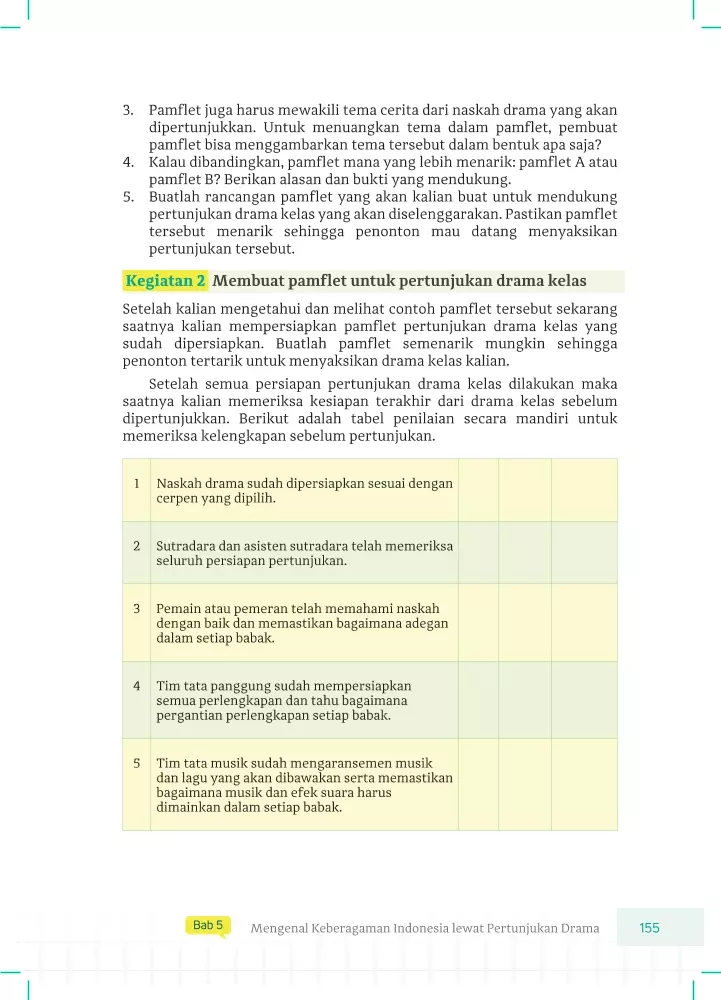 3. Pamflet juga harus mewakili tema cerita dari naskah drama yang akan
dipertunjukkan. Untuk menuangkan tema dalam pamflet, pembuat
pamflet bisa menggambarkan tema tersebut dalam bentuk apa saja?
4. Kalau dibandingkan, pamflet mana yang lebih menarik: pamflet A atau
pamflet B? Berikan alasan dan bukti yang mendukung.
5. Buatlah rancangan pamflet yang akan kalian buat untuk mendukung
pertunjukan drama kelas yang akan diselenggarakan. Pastikan pamflet
tersebut menarik sehingga penonton mau datang menyaksikan
pertunjukan tersebut.
Kegiatan 2 Membuat pamflet untuk pertunjukan drama kelas
Setelah kalian mengetahui dan melihat contoh pamflet tersebut sekarang
saatnya kalian mempersiapkan pamflet pertunjukan drama kelas yang
sudah dipersiapkan. Buatlah pamflet semenarik mungkin sehingga
penonton tertarik untuk menyaksikan drama kelas kalian.
Setelah semua persiapan pertunjukan drama kelas dilakukan maka
saatnya kalian memeriksa kesiapan terakhir dari drama kelas sebelum
dipertunjukkan. Berikut adalah tabel penilaian secara mandiri untuk
memeriksa kelengkapan sebelum pertunjukan.
1 Naskah drama sudah dipersiapkan sesuai dengan
cerpen yang dipilih.
2 Sutradara dan asisten sutradara telah memeriksa
seluruh persiapan pertunjukan.
3 Pemain atau pemeran telah memahami naskah
dengan baik dan memastikan bagaimana adegan
dalam setiap babak.
4 Tim tata panggung sudah mempersiapkan
semua perlengkapan dan tahu bagaimana
pergantian perlengkapan setiap babak.
5 Tim tata musik sudah mengaransemen musik
dan lagu yang akan dibawakan serta memastikan
bagaimana musik dan efek suara harus
dimainkan dalam setiap babak.
Bab 5 Mengenal Keberagaman Indonesia lewat Pertunjukan Drama 155